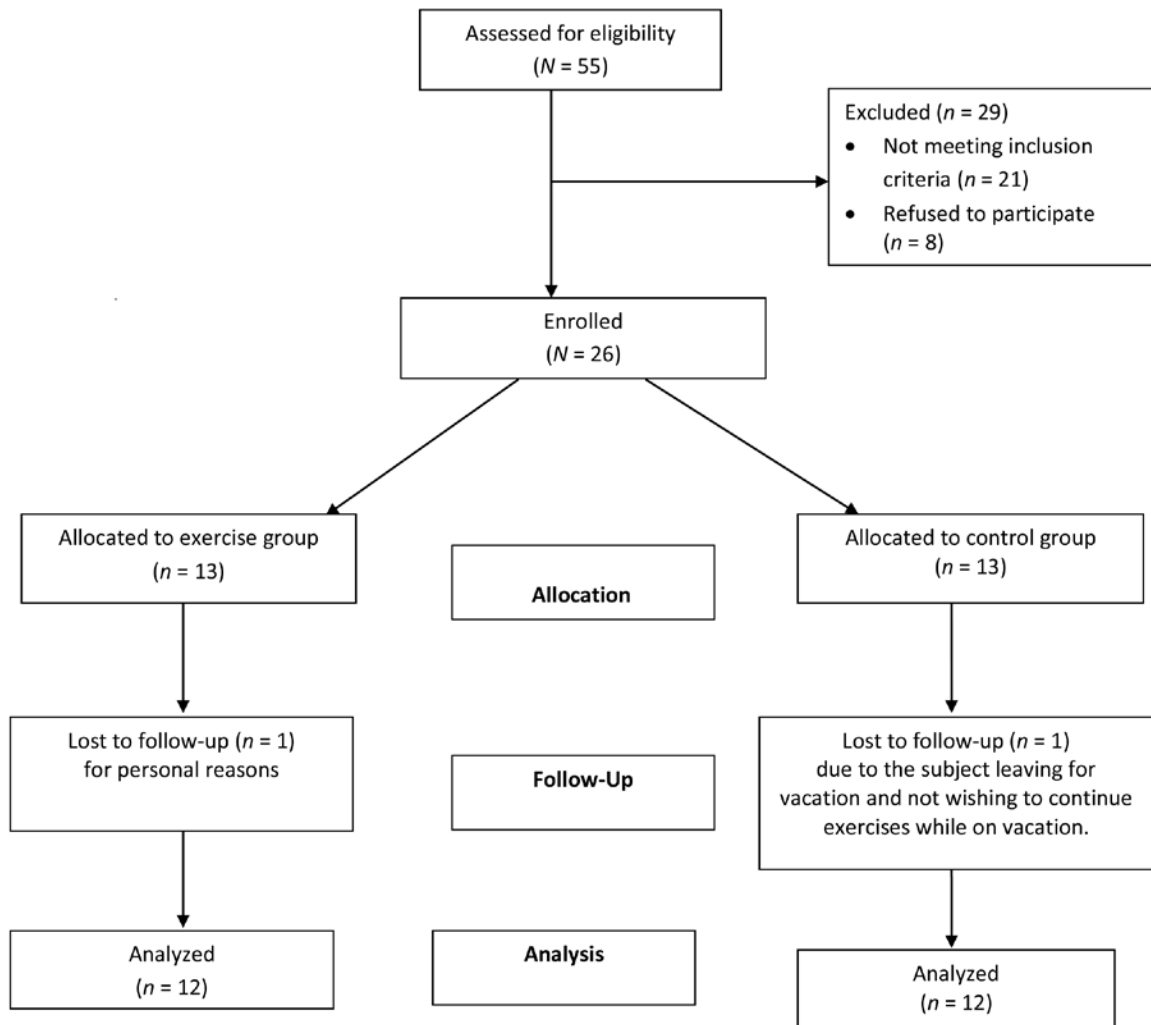 Assessed for eligibility
(N = 55)
Excluded (n = 29)
• Not meeting inclusion
criteria (n = 21)
• Refused to participate
(n = 8)
Enrolled
(N = 26)
Allocated to exercise group
(n = 13)
Allocation
Allocated to control group
(n = 13)
Lost to follow-up (n = 1)
for personal reasons
Follow-Up
Lost to follow-up (n = 1)
due to the subject leaving for
vacation and not wishing to continue
exercises while on vacation.
Analyzed
(n = 12)
Analysis
Analyzed
(n = 12)